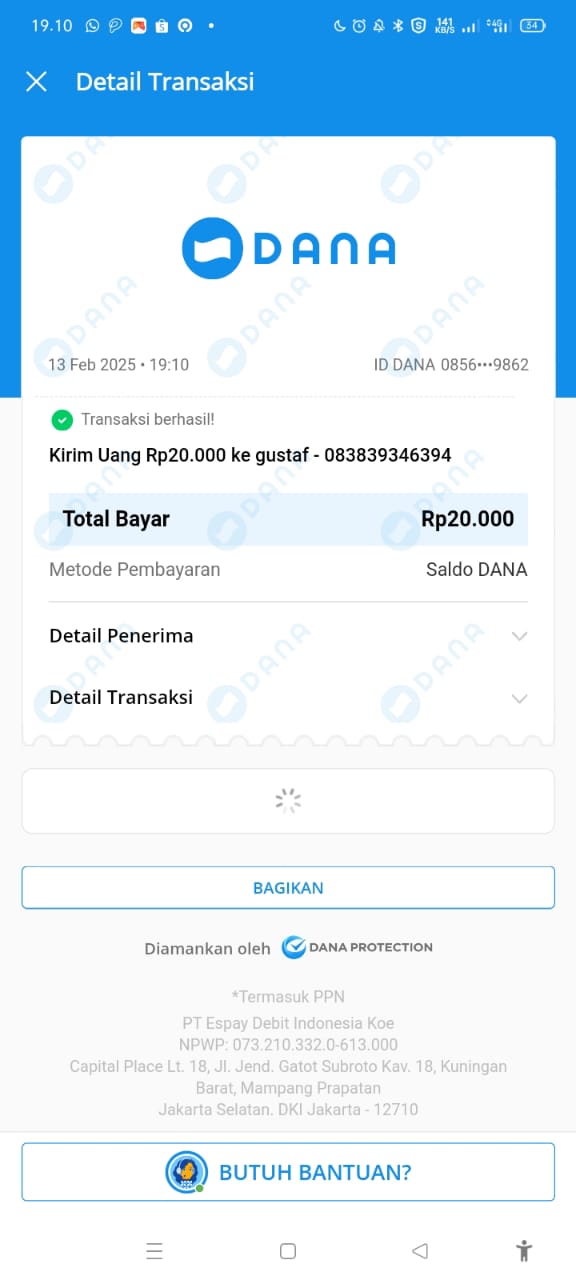 19.10 141 KB/S 4G 34
Detail Transaksi
DANA
13 Feb 2025 • 19:10 ID DANA 0856•••9862
Transaksi berhasil!
Kirim Uang Rp20.000 ke gustaf - 083839346394
Total Bayar Rp20.000
Metode Pembayaran Saldo DANA
Detail Penerima
Detail Transaksi
BAGIKAN
Diamankan oleh DANA PROTECTION
*Termasuk PPN
PT Espay Debit Indonesia Koe
NPWP: 073.210.332.0-613.000
Capital Place Lt. 18, Jl. Jend. Gatot Subroto Kav. 18, Kuningan
Barat, Mampang Prapatan
Jakarta Selatan. DKI Jakarta - 12710
BUTUH BANTUAN?